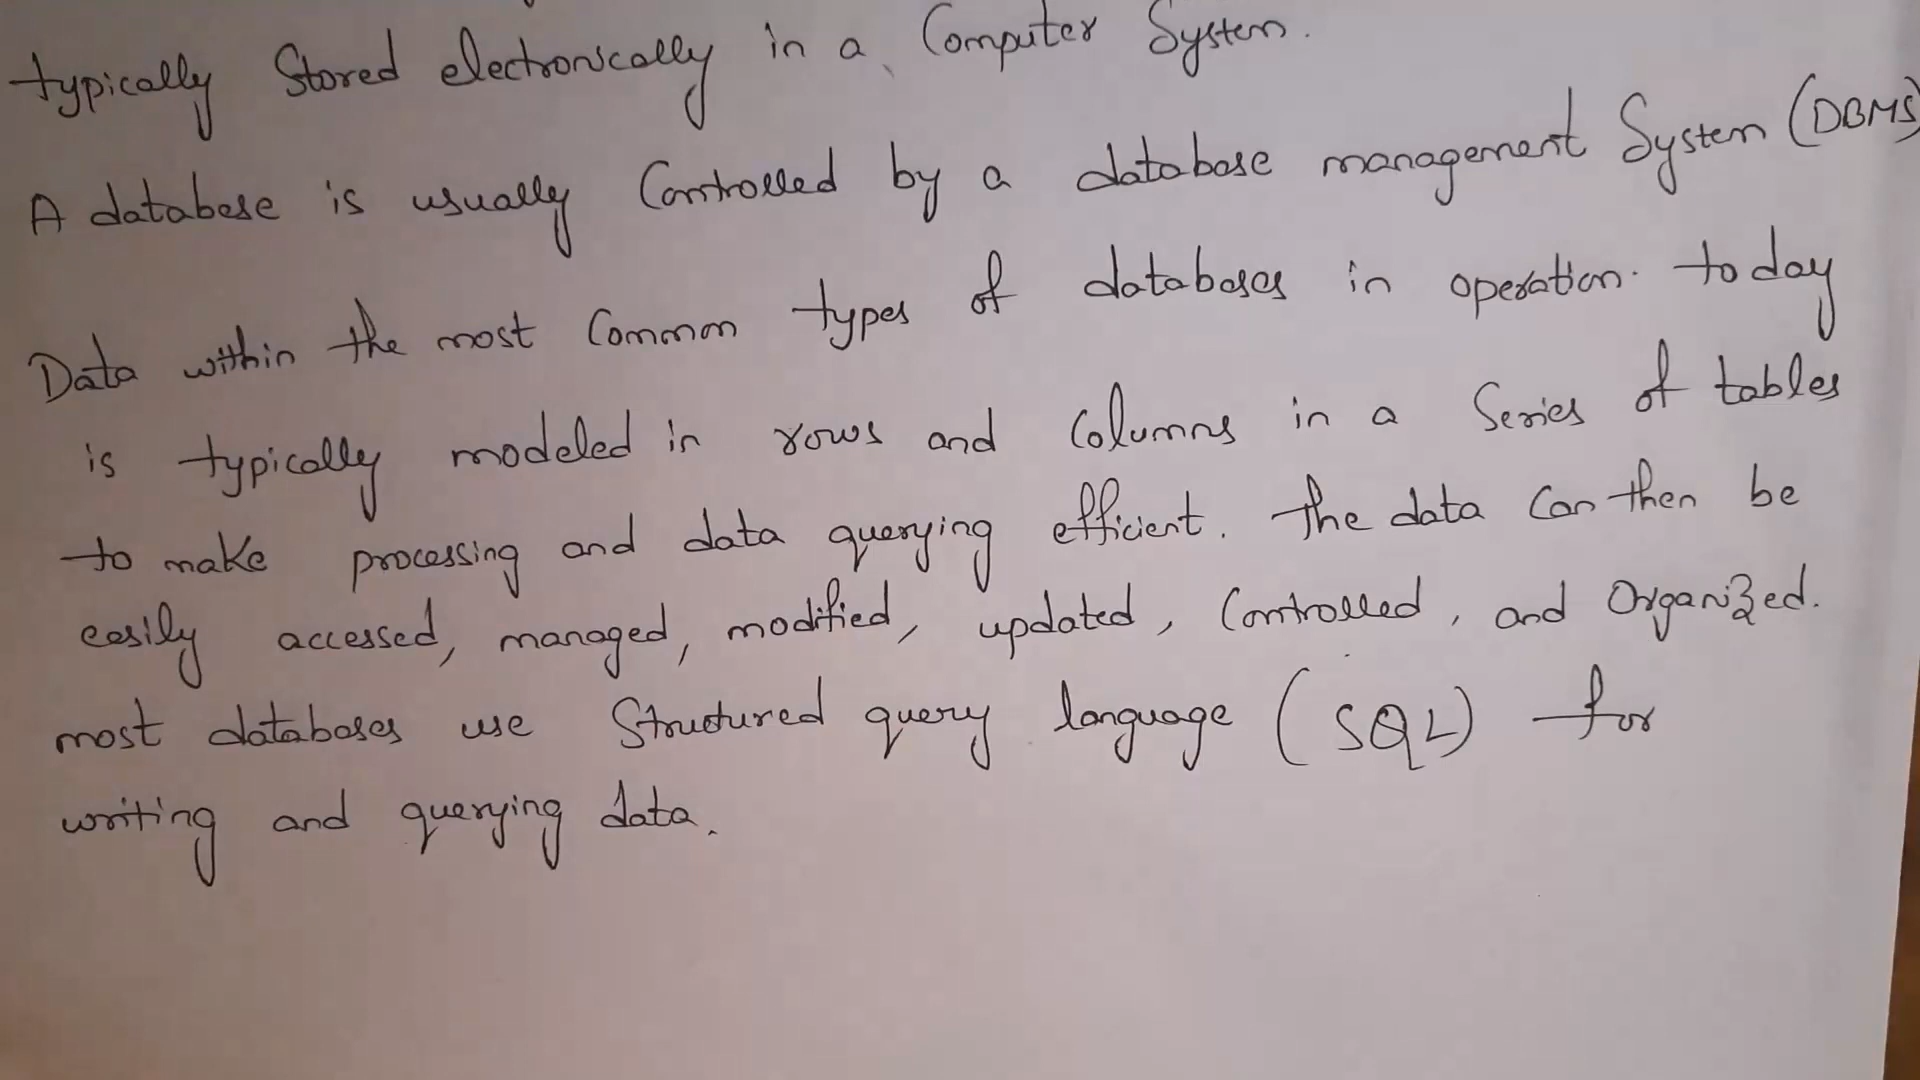 typically Stored electronically in a Computer System.
A database is usually Controlled by a database management System (DBMS)
Data within the most Common types of databases in operation. today
is typically modeled in rows and Columns in a Series of tables
to make processing and data querying efficient. The data Can then be
easily accessed, managed, modified, updated, Controlled, and Organized.
most databases use Structured query language (SQL) for
writing and querying data.